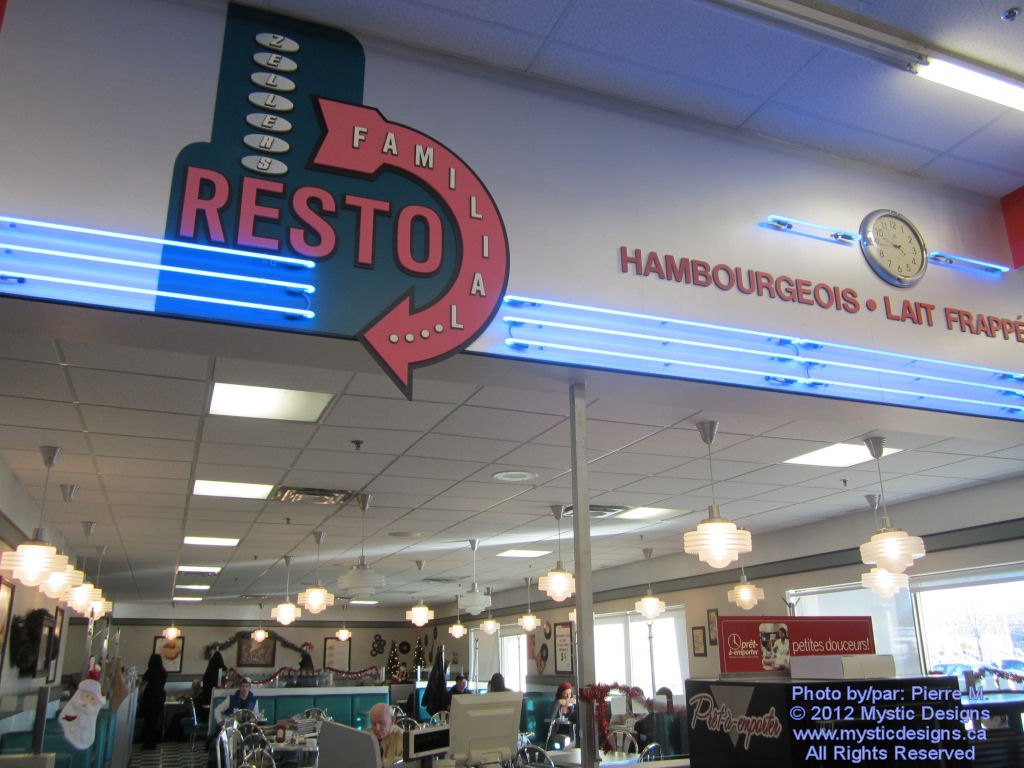 ZELLERS
FAMILIAL
RESTO
HAMBOURGEOIS • LAIT FRAPPÉ
prêt-
à-emporter
petites douceurs!
Prêt-à-emporter
Photo by/par: Pierre M.
© 2012 Mystic Designs
www.mysticdesigns.ca
All Rights Reserved